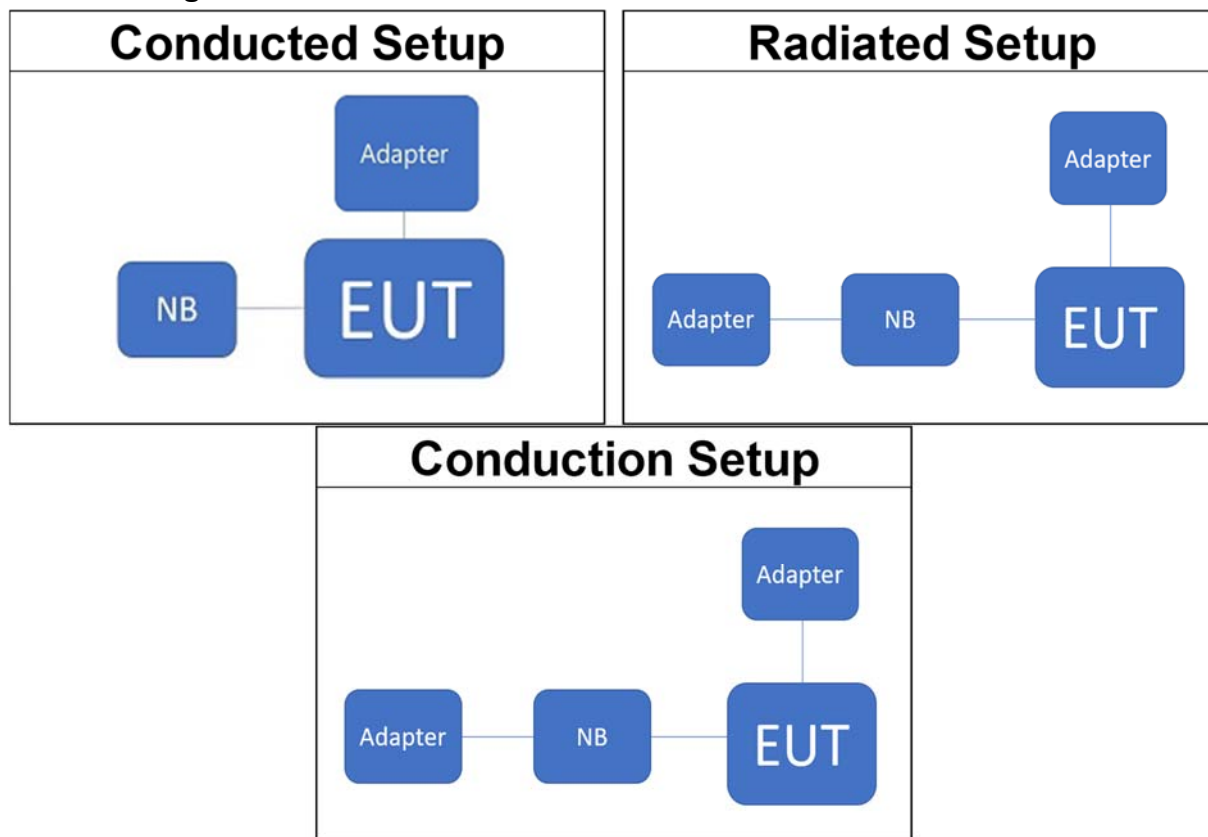 Conducted Setup
Adapter
NB
EUT
Radiated Setup
Adapter
Adapter
NB
EUT
Conduction Setup
Adapter
Adapter
NB
EUT